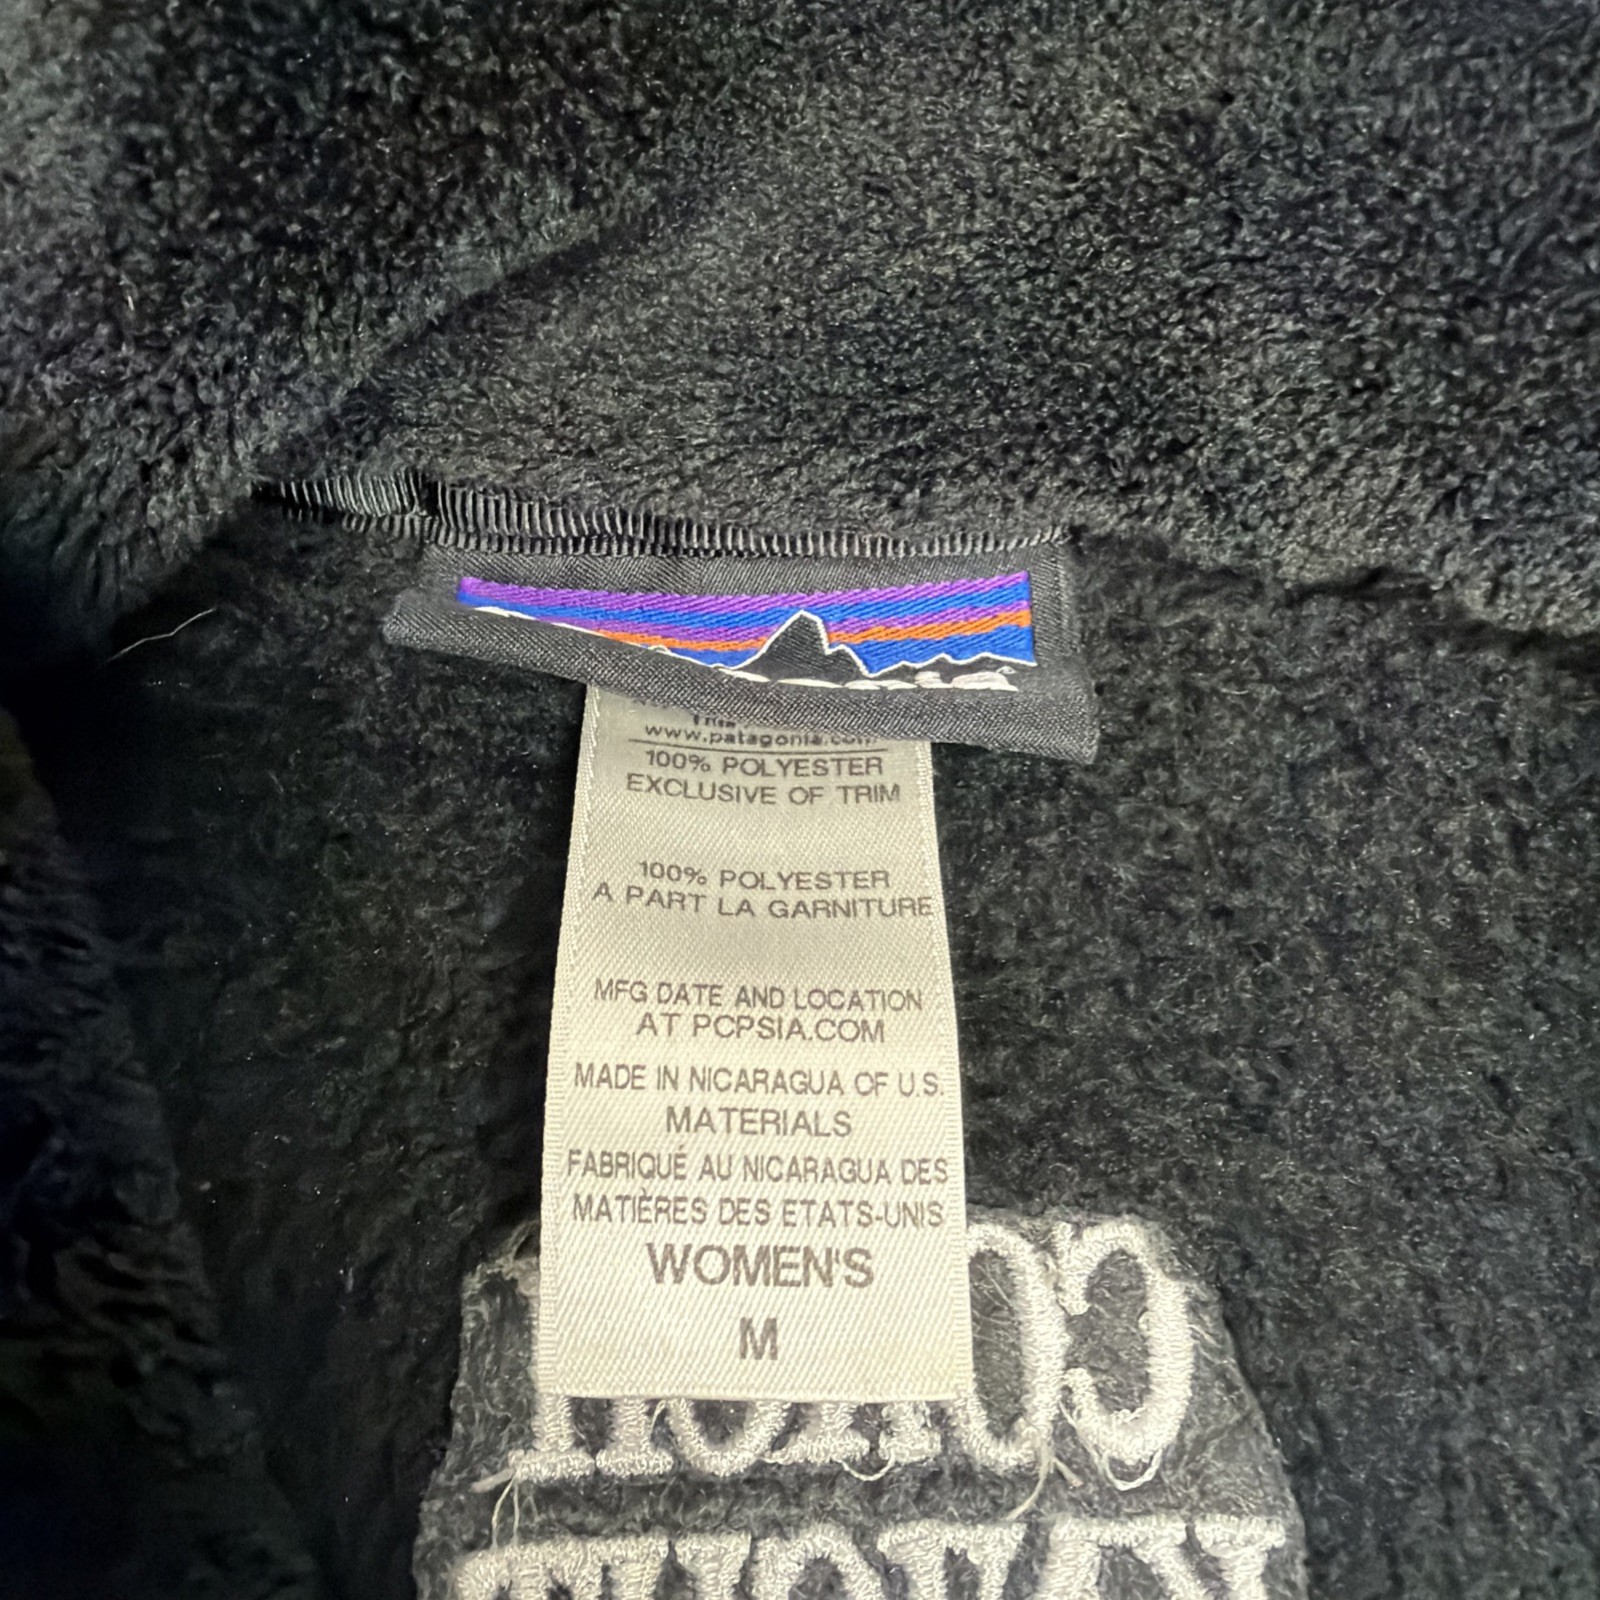 www.patagonia.com
100% POLYESTER
EXCLUSIVE OF TRIM
100% POLYESTER
A PART LA GARNITURE
MFG DATE AND LOCATION
AT PCPSIA.COM
MADE IN NICARAGUA OF U.S.
MATERIALS
FABRIQUÉ AU NICARAGUA DES
MATIÈRES DES ETATS-UNIS
WOMEN'S
M